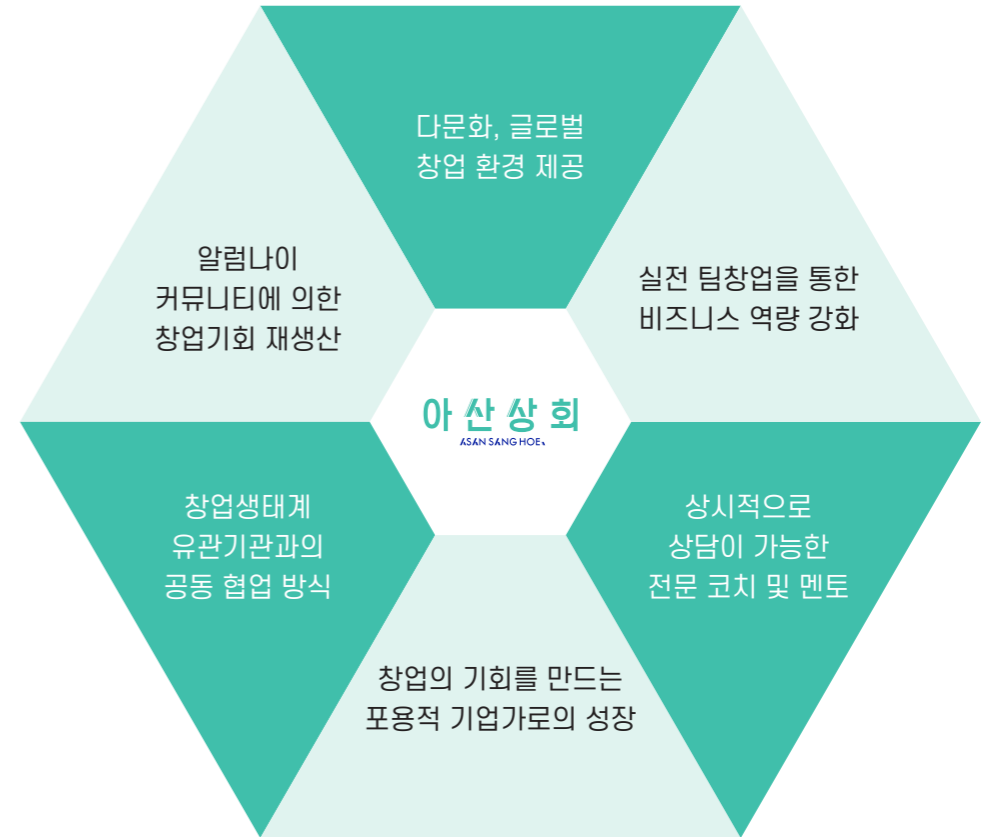 다문화, 글로벌
창업 환경 제공
알럼나이
커뮤니티에 의한
창업기회 재생산
실전 팀창업을 통한
비즈니스 역량 강화
아산상회
ASAN SANG HOE
창업생태계
유관기관과의
공동 협업 방식
상시적으로
상담이 가능한
전문 코치 및 멘토
창업의 기회를 만드는
포용적 기업가로의 성장